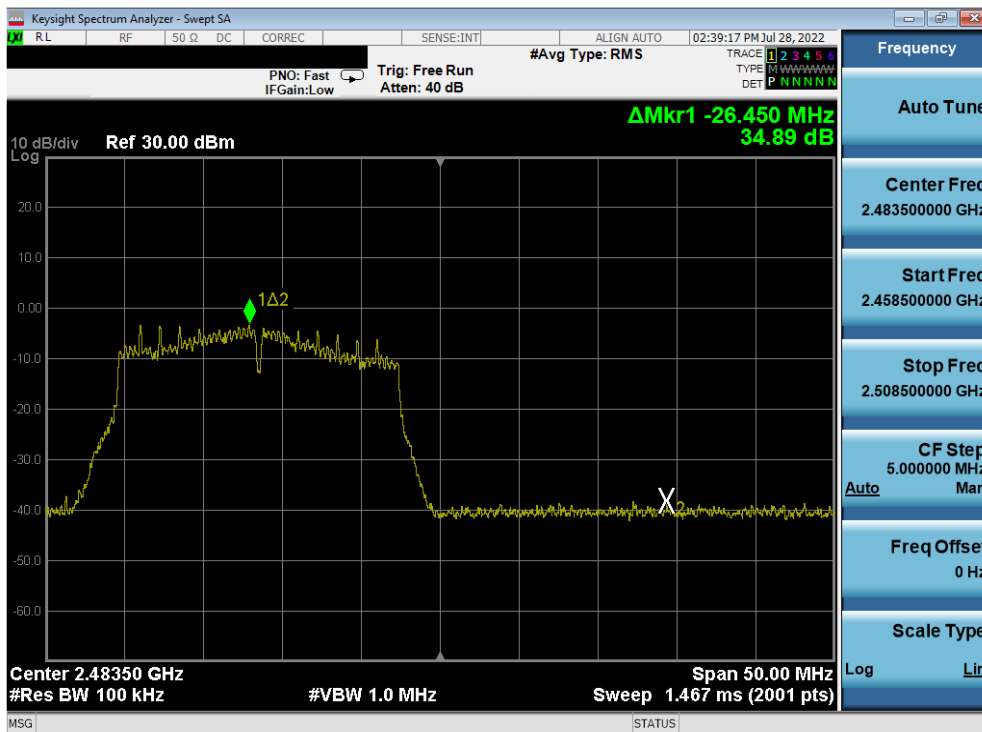 Keysight Spectrum Analyzer - Swept SA
LXI RL RF 50 Ω DC CORREC SENSE:INT ALIGN AUTO 02:39:17 PM Jul 28, 2022
#Avg Type: RMS
TRACE 1 2 3 4 5 6
PNO: Fast Trig: Free Run TYPE M W W W W W
IFGain:Low Atten: 40 dB DET P N N N N N
ΔMkr1 -26.450 MHz
34.89 dB
10 dB/div Ref 30.00 dBm
Log
20.0
10.0
0.00
-10.0
-20.0
-30.0
-40.0
-50.0
-60.0
1Δ2
X2
Center 2.48350 GHz Span 50.00 MHz
#Res BW 100 kHz #VBW 1.0 MHz Sweep 1.467 ms (2001 pts)
MSG STATUS
Frequency
Auto Tune
Center Freq
2.483500000 GHz
Start Freq
2.458500000 GHz
Stop Freq
2.508500000 GHz
CF Step
5.000000 MHz
Auto Man
Freq Offset
0 Hz
Scale Type
Log Lin